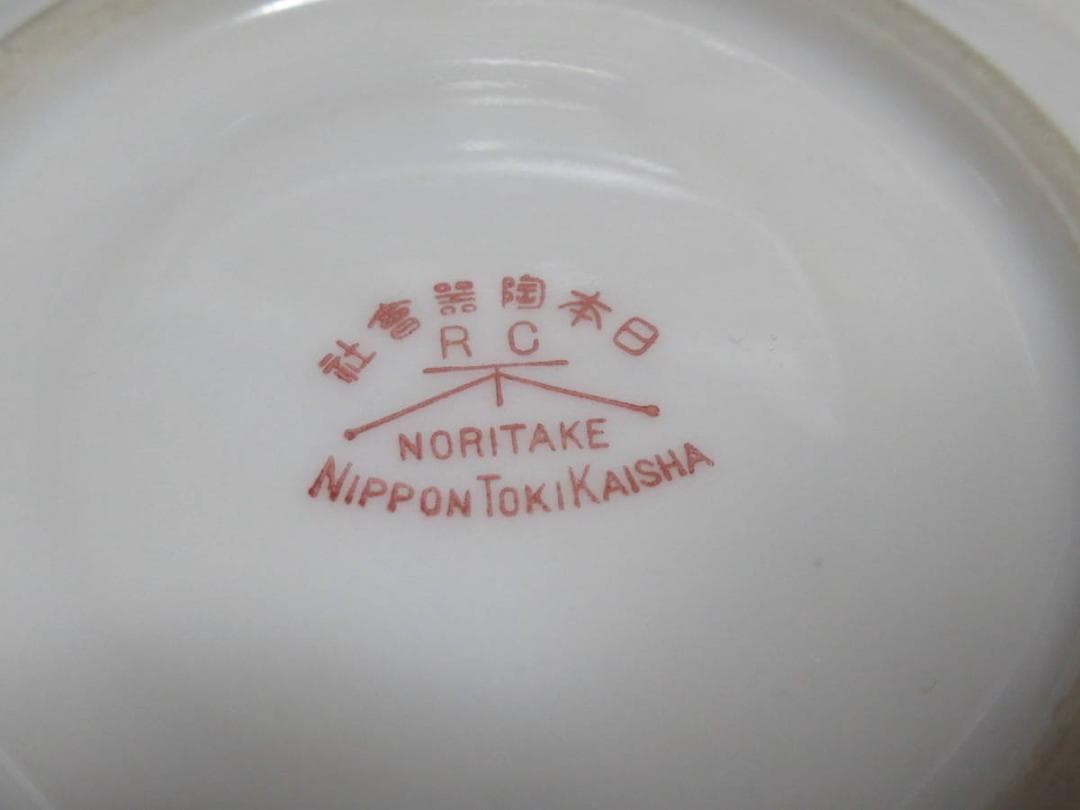 社會器陶本日
R C
NORITAKE
NIPPON TOKI KAISHA